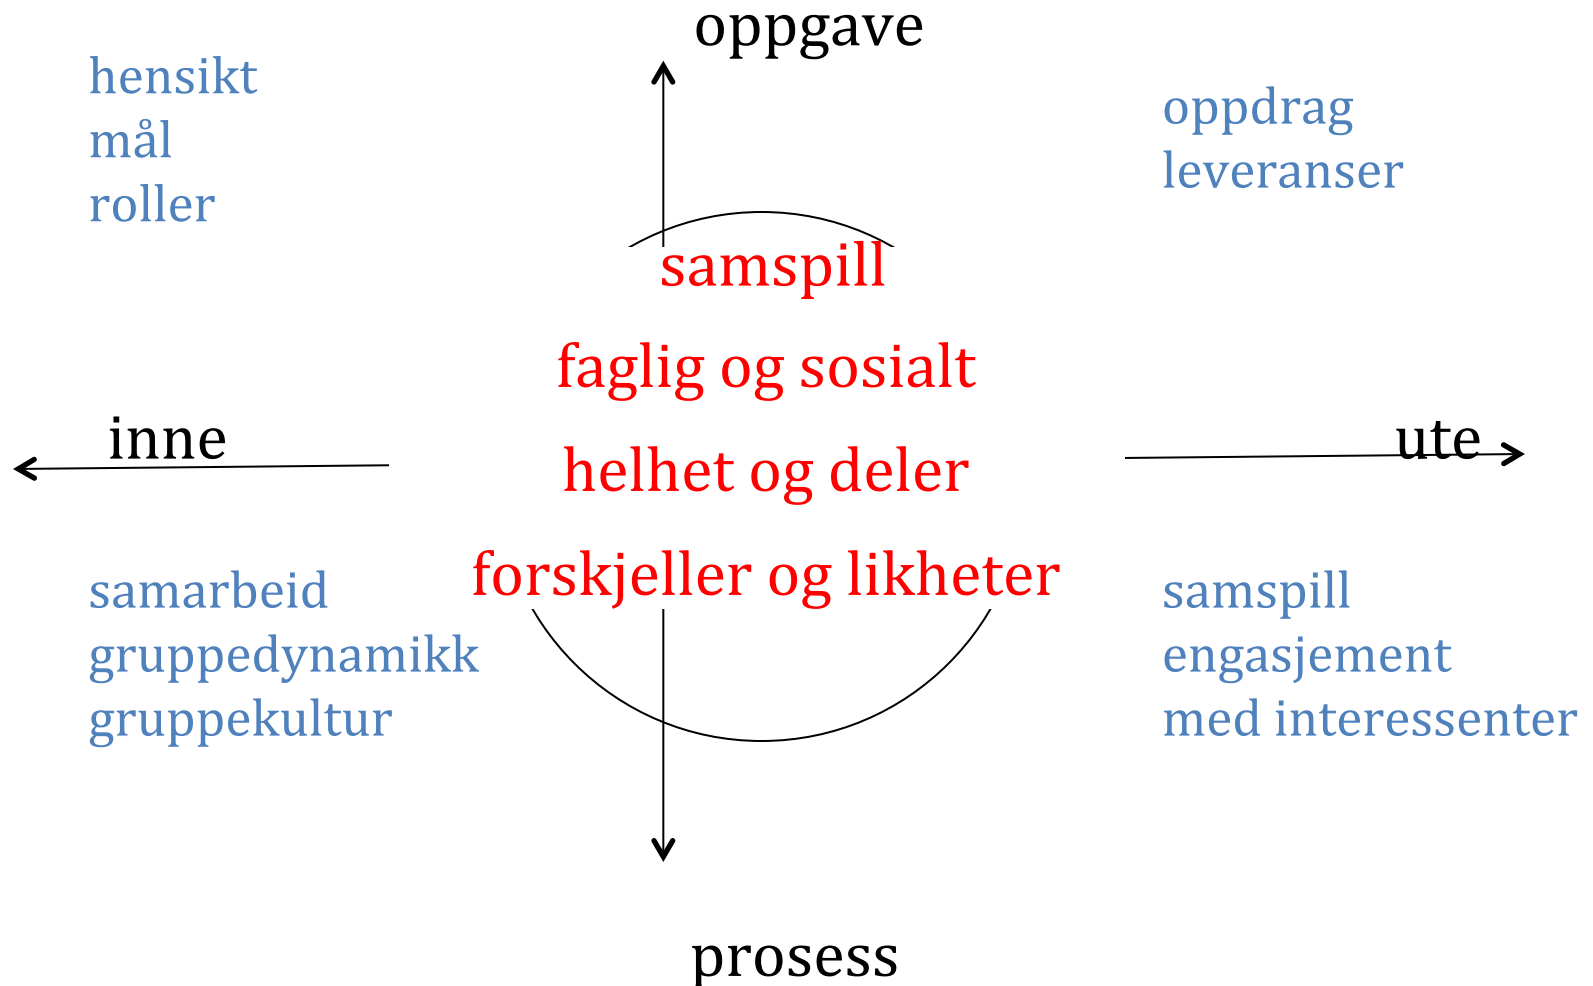 oppgave
hensikt
mål
roller
oppdrag
leveranser
samspill
faglig og sosialt
helhet og deler
forskjeller og likheter
inne
ute
samarbeid
gruppedynamikk
gruppekultur
samspill
engasjement
med interessenter
prosess